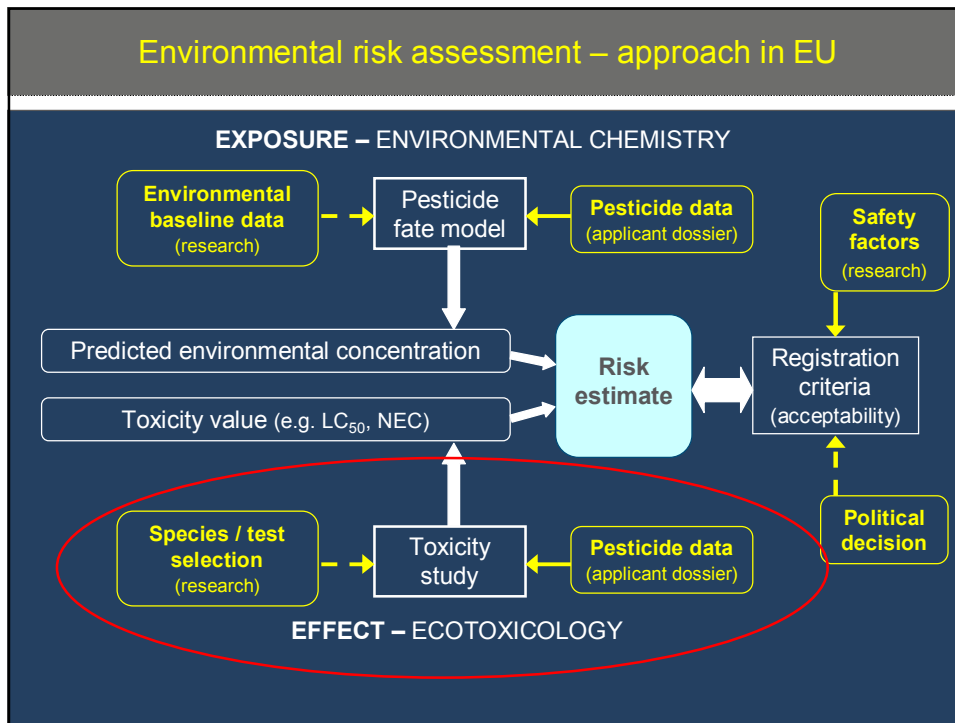 Environmental risk assessment – approach in EU
EXPOSURE – ENVIRONMENTAL CHEMISTRY
Environmental
baseline data
(research)
Pesticide
fate model
Pesticide data
(applicant dossier)
Safety
factors
(research)
Predicted environmental concentration
Toxicity value (e.g. LC₅₀, NEC)
Risk
estimate
Registration
criteria
(acceptability)
Species / test
selection
(research)
Toxicity
study
Pesticide data
(applicant dossier)
Political
decision
EFFECT – ECOTOXICOLOGY